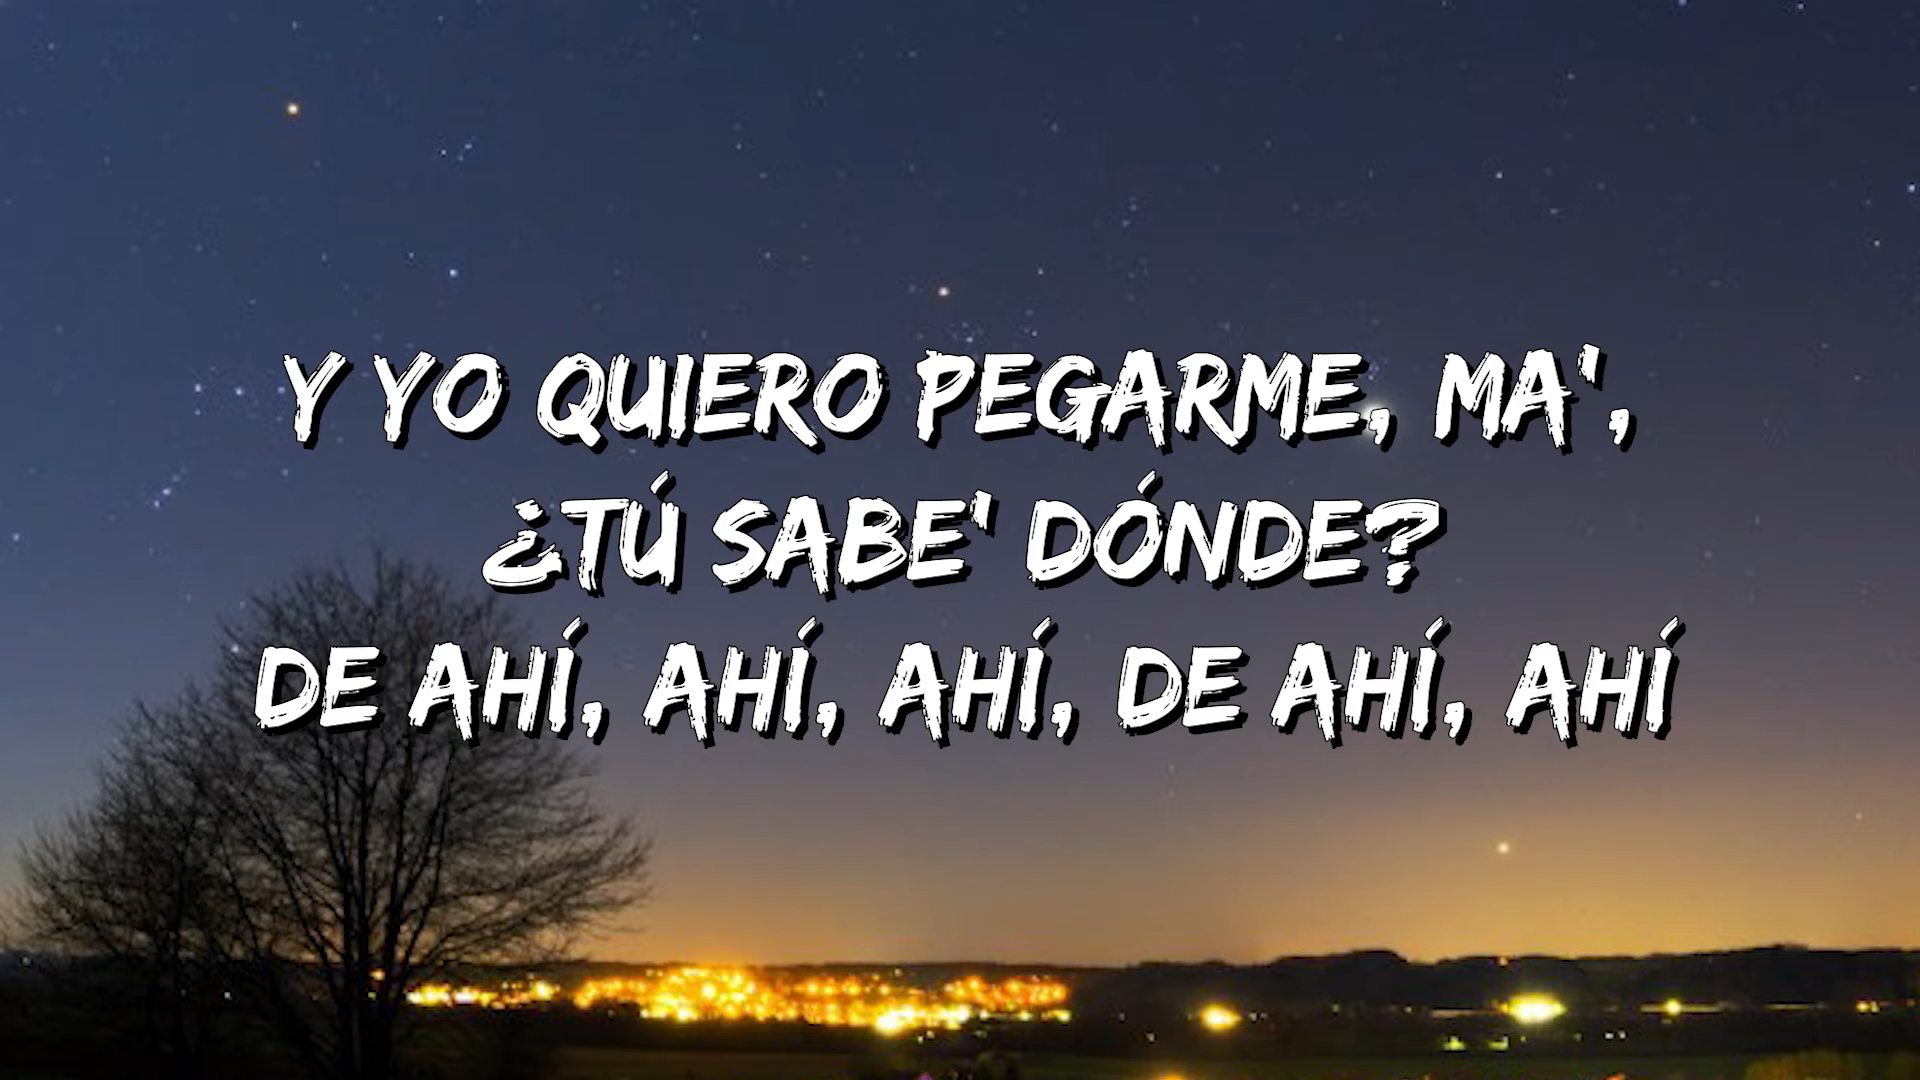 Y YO QUIERO PEGARME, MA',
¿TÚ SABE' DÓNDE?
DE AHÍ, AHÍ, AHÍ, DE AHÍ, AHÍ